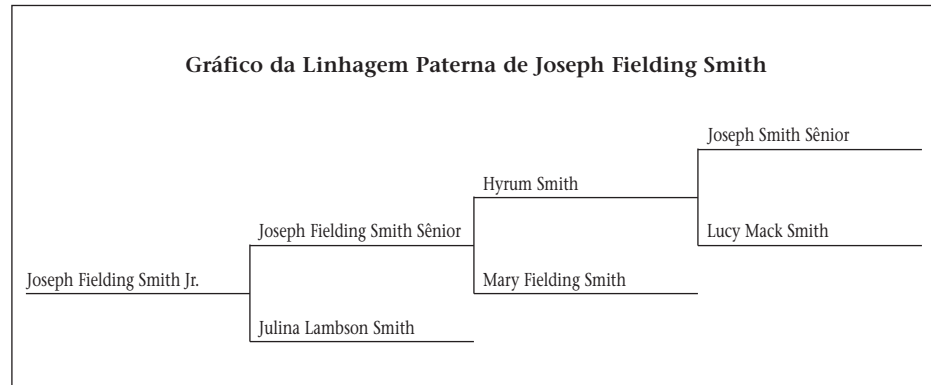 Gráfico da Linhagem Paterna de Joseph Fielding Smith
Joseph Smith Sênior
Hyrum Smith
Joseph Fielding Smith Sênior
Lucy Mack Smith
Joseph Fielding Smith Jr.
Mary Fielding Smith
Julina Lambson Smith